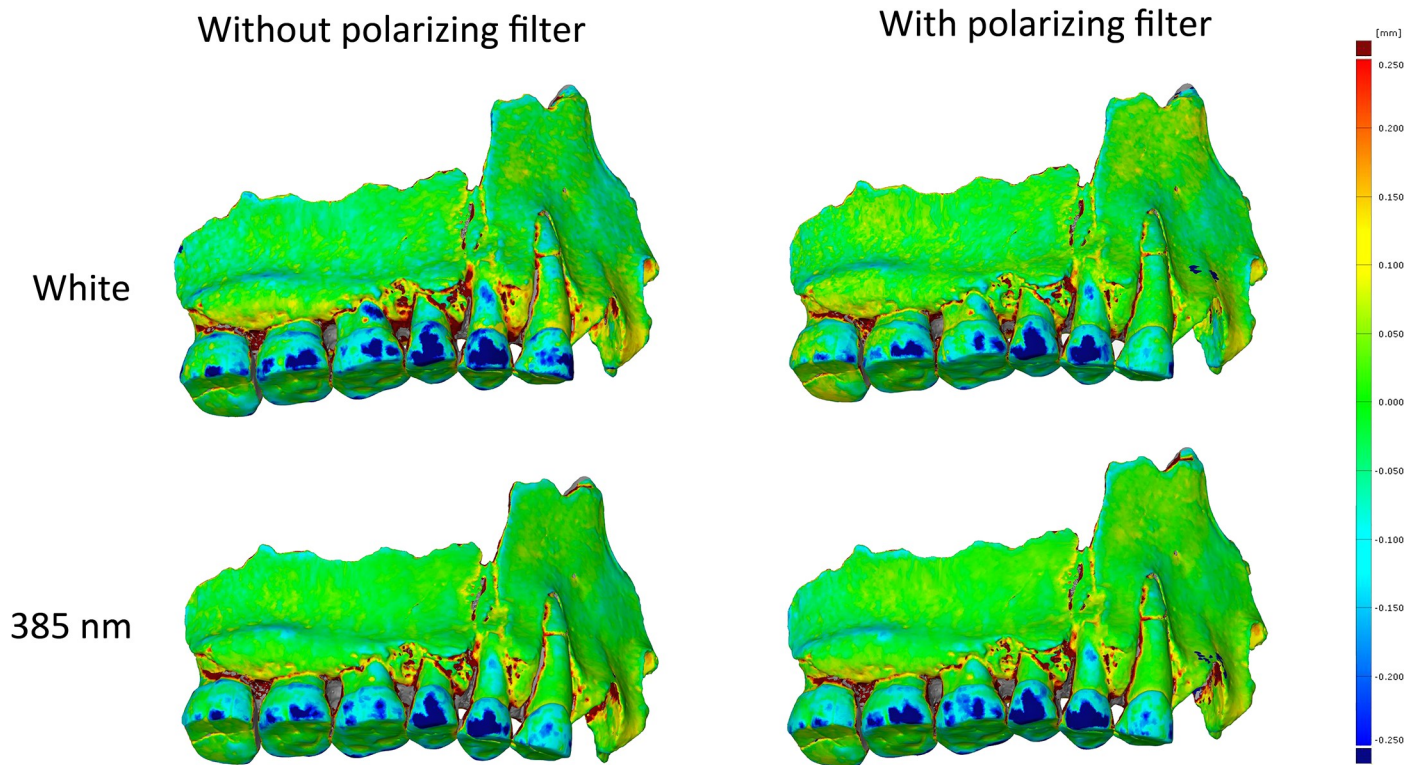 Without polarizing filter
With polarizing filter
[mm]
0.250
0.200
0.150
0.100
0.050
0.000
-0.050
-0.100
-0.150
-0.200
-0.250
White
385 nm